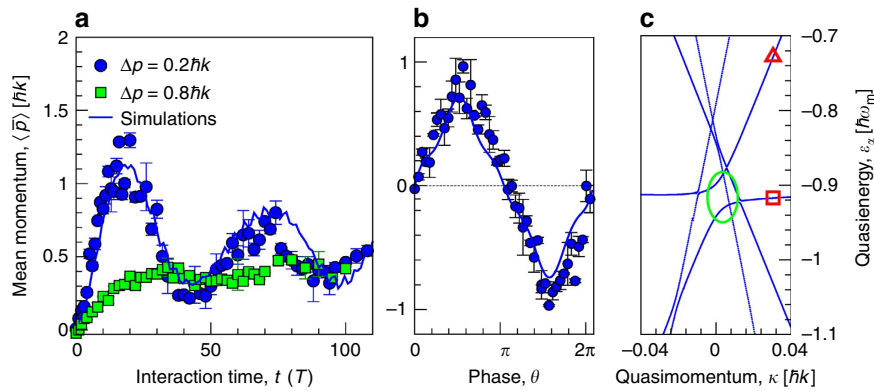 a
Mean momentum, ⟨p̄⟩ [ħk]
2
1.5
1
0.5
0
Δp = 0.2ħk
Δp = 0.8ħk
Simulations
0
50
100
Interaction time, t (T)
b
1
0
−1
0
π
2π
Phase, θ
c
−0.7
−0.8
−0.9
−1
−1.1
Quasienergy, εα [ħωm]
−0.04
0
0.04
Quasimomentum, κ [ħk]